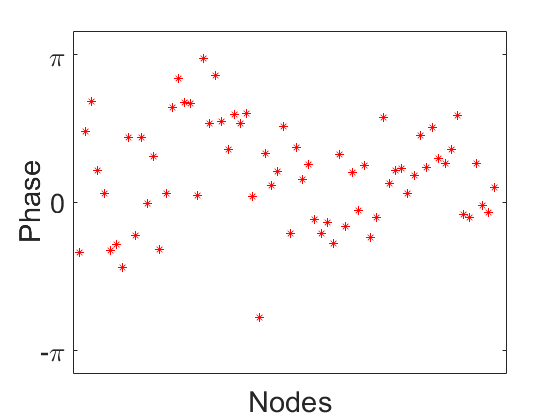 π
0
-π
Phase
Nodes